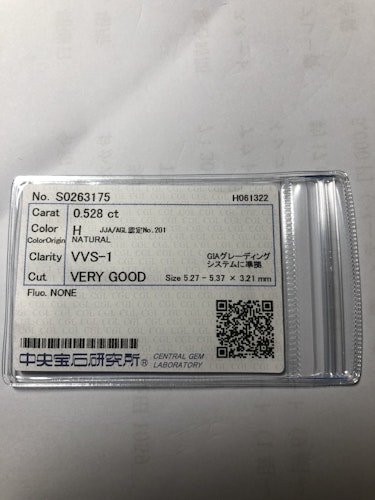 No. S0263175 H061322
Carat 0.528 ct
Color H JJA/AGL認定No.201
ColorOrigin NATURAL
Clarity VVS-1 GIAグレーディング
システムに準拠
Cut VERY GOOD Size 5.27 - 5.37 × 3.21 mm
Fluo. NONE
中央宝石研究所® CENTRAL GEM
LABORATORY